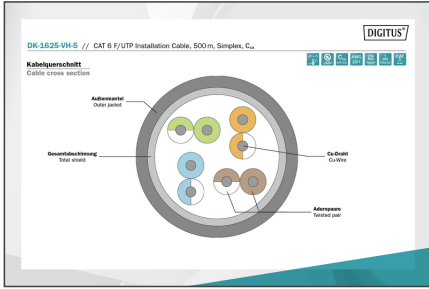 DIGITUS®
DK-1625-VH-5 // CAT 6 F/UTP Installation Cable, 500 m, Simplex, Cca
Kabelquerschnitt
Cable cross section
Außenmantel
Outer jacket
Gesamtabschirmung
Total shield
Cu-Draht
Cu-Wire
Adernpaare
Twisted pair